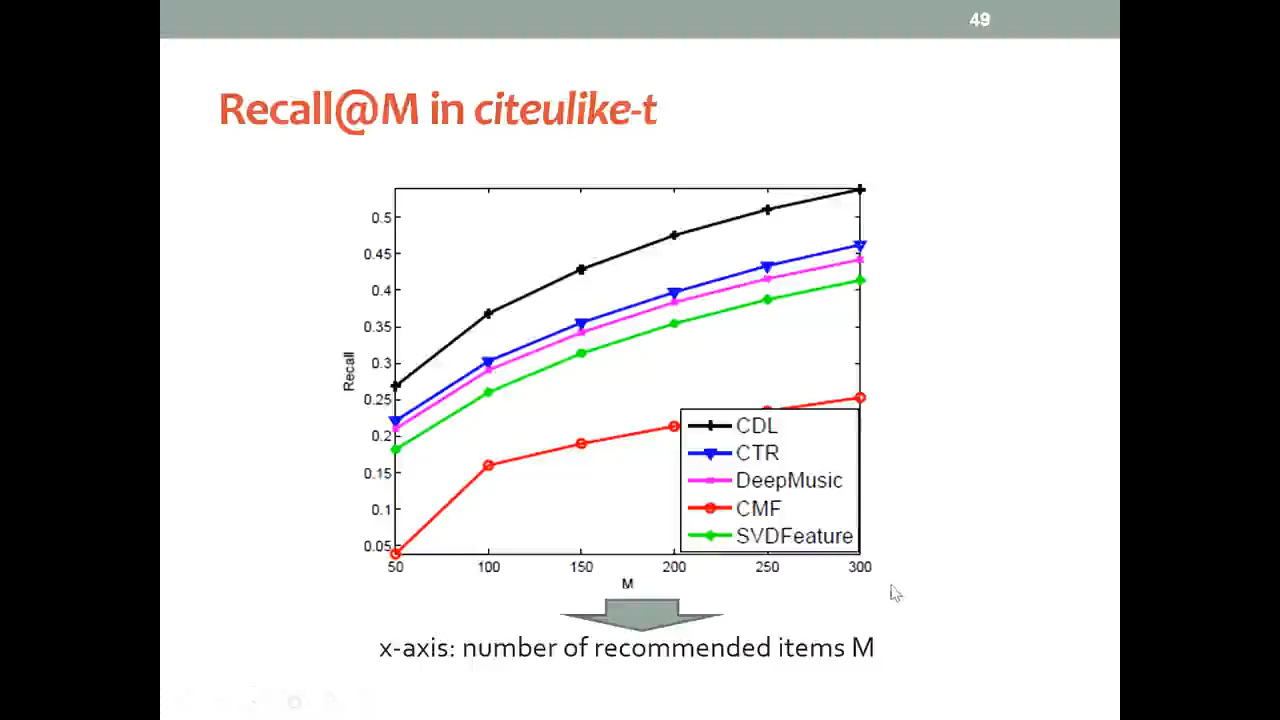 49
Recall@M in citeulike-t
0.5
0.45
0.4
0.35
0.3
0.25
0.2
0.15
0.1
0.05
Recall
CDL
CTR
DeepMusic
CMF
SVDFeature
50 100 150 200 250 300
M
x-axis: number of recommended items M